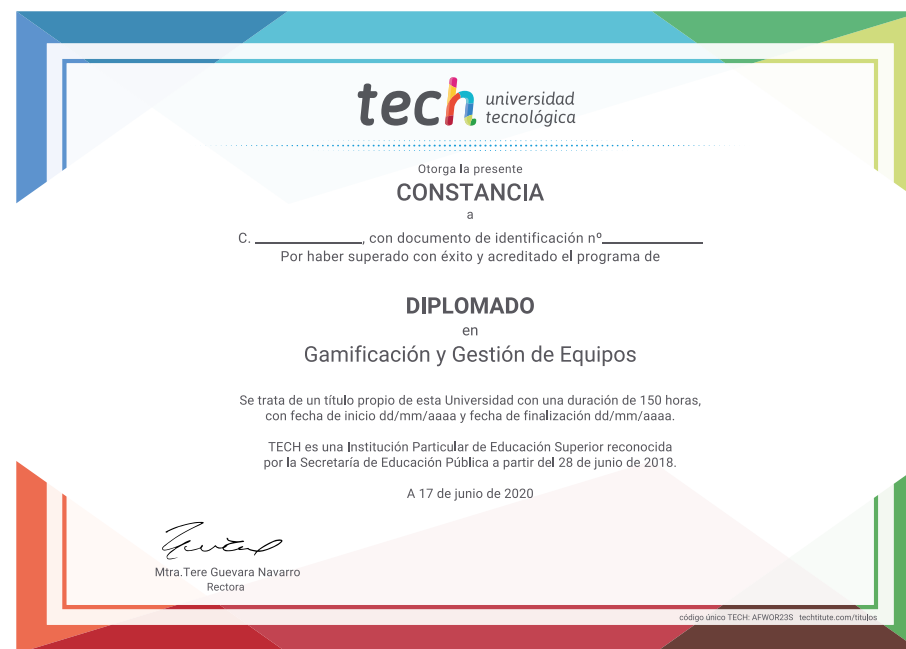 tech universidad
tecnológica
Otorga la presente
CONSTANCIA
a
C. ______________, con documento de identificación nº_____________
Por haber superado con éxito y acreditado el programa de
DIPLOMADO
en
Gamificación y Gestión de Equipos
Se trata de un título propio de esta Universidad con una duración de 150 horas,
con fecha de inicio dd/mm/aaaa y fecha de finalización dd/mm/aaaa.
TECH es una Institución Particular de Educación Superior reconocida
por la Secretaría de Educación Pública a partir del 28 de junio de 2018.
A 17 de junio de 2020
Mtra.Tere Guevara Navarro
Rectora
código único TECH: AFWOR23S techtitute.com/titulos